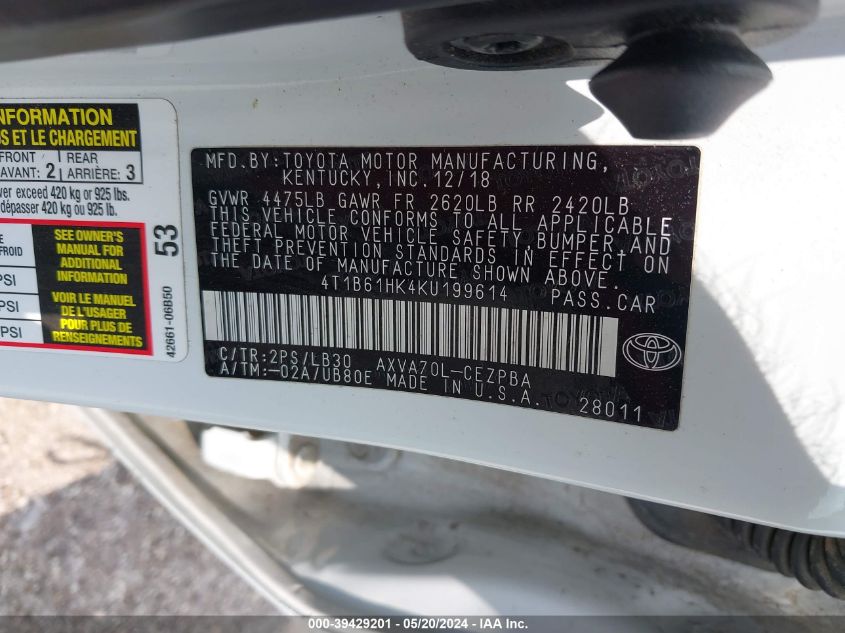 NFORMATION
S ET LE CHARGEMENT
FRONT
AVANT: 2
REAR
ARRIÈRE: 3
ver exceed 420 kg or 925 lbs.
dépasser 420 kg ou 925 lb.
FROID
PSI
PSI
SEE OWNER'S
MANUAL FOR
ADDITIONAL
INFORMATION
VOIR LE MANUEL
DE L'USAGER
POUR PLUS DE
RENSEIGNEMENTS
53
42661-06B50
MFD.BY:TOYOTA MOTOR MANUFACTURING,
KENTUCKY, INC.12/18
GVWR 4475LB GAWR FR 2620LB RR 2420LB
THIS VEHICLE CONFORMS TO ALL APPLICABLE
FEDERAL MOTOR VEHICLE SAFETY, BUMPER AND
THEFT PREVENTION STANDARDS IN EFFECT ON
THE DATE OF MANUFACTURE SHOWN ABOVE.
4T1B61HK4KU199614 PASS.CAR
C/TR:2PS/LB30 AXVA70L-CEZPBA
A/TM:-02A7UB80E MADE IN U.S.A. 28011
000 - 39429201 - 05/20/2024 - IAAI.COM